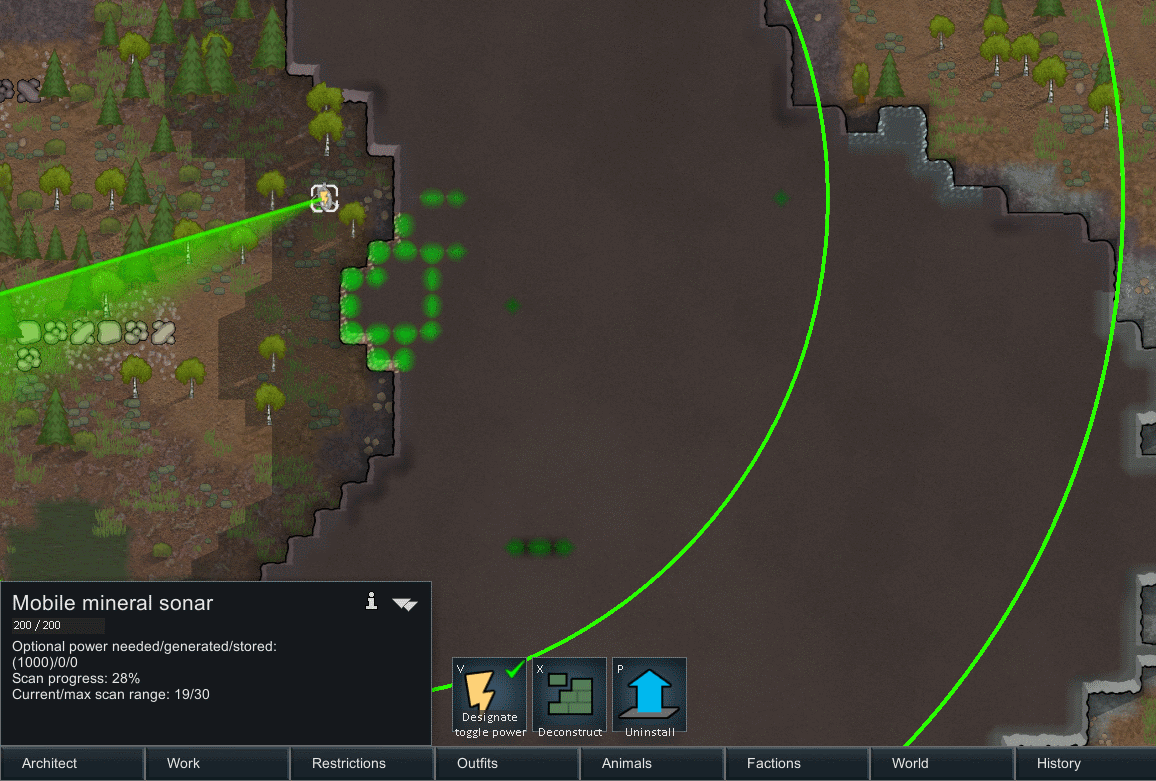 Mobile mineral sonar
200 / 200
Optional power needed/generated/stored:
(1000)/0/0
Scan progress: 28%
Current/max scan range: 19/30
V
Designate
toggle power
X
Deconstruct
P
Uninstall
Architect
Work
Restrictions
Outfits
Animals
Factions
World
History